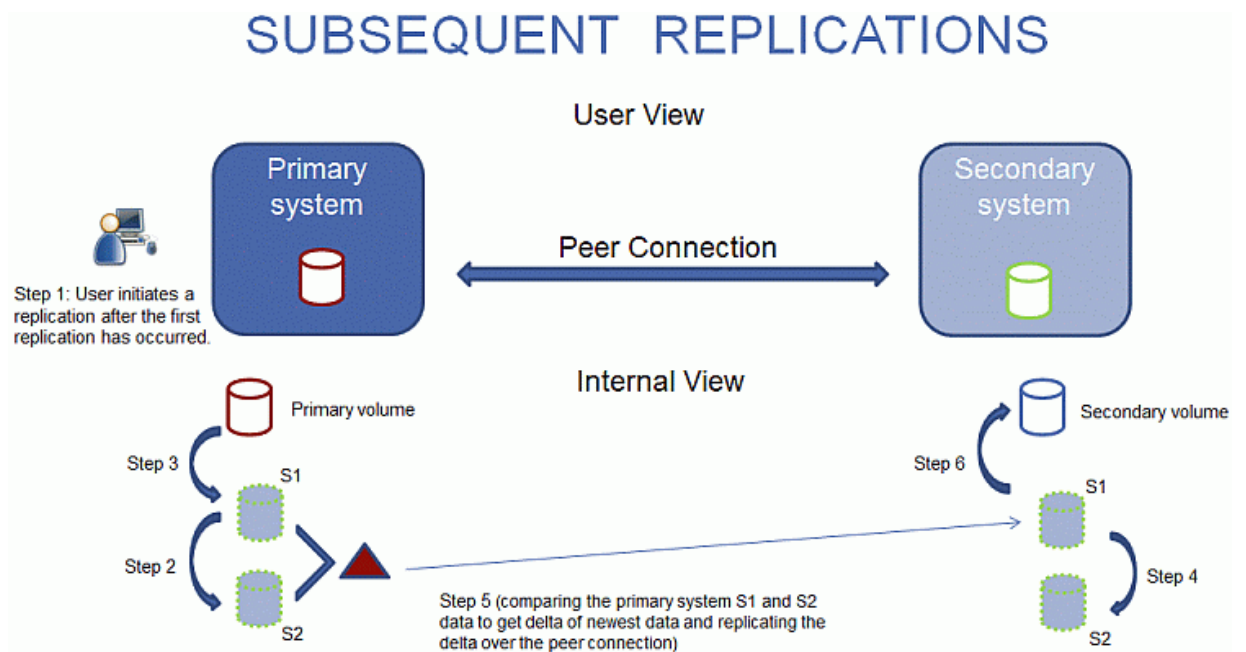 SUBSEQUENT REPLICATIONS
User View
Primary
system
Secondary
system
Peer Connection
Step 1: User initiates a
replication after the first
replication has occurred.
Internal View
Primary volume
Secondary volume
Step 3
Step 6
S1
S1
Step 2
Step 4
Step 5 (comparing the primary system S1 and S2
data to get delta of newest data and replicating the
delta over the peer connection)
S2
S2